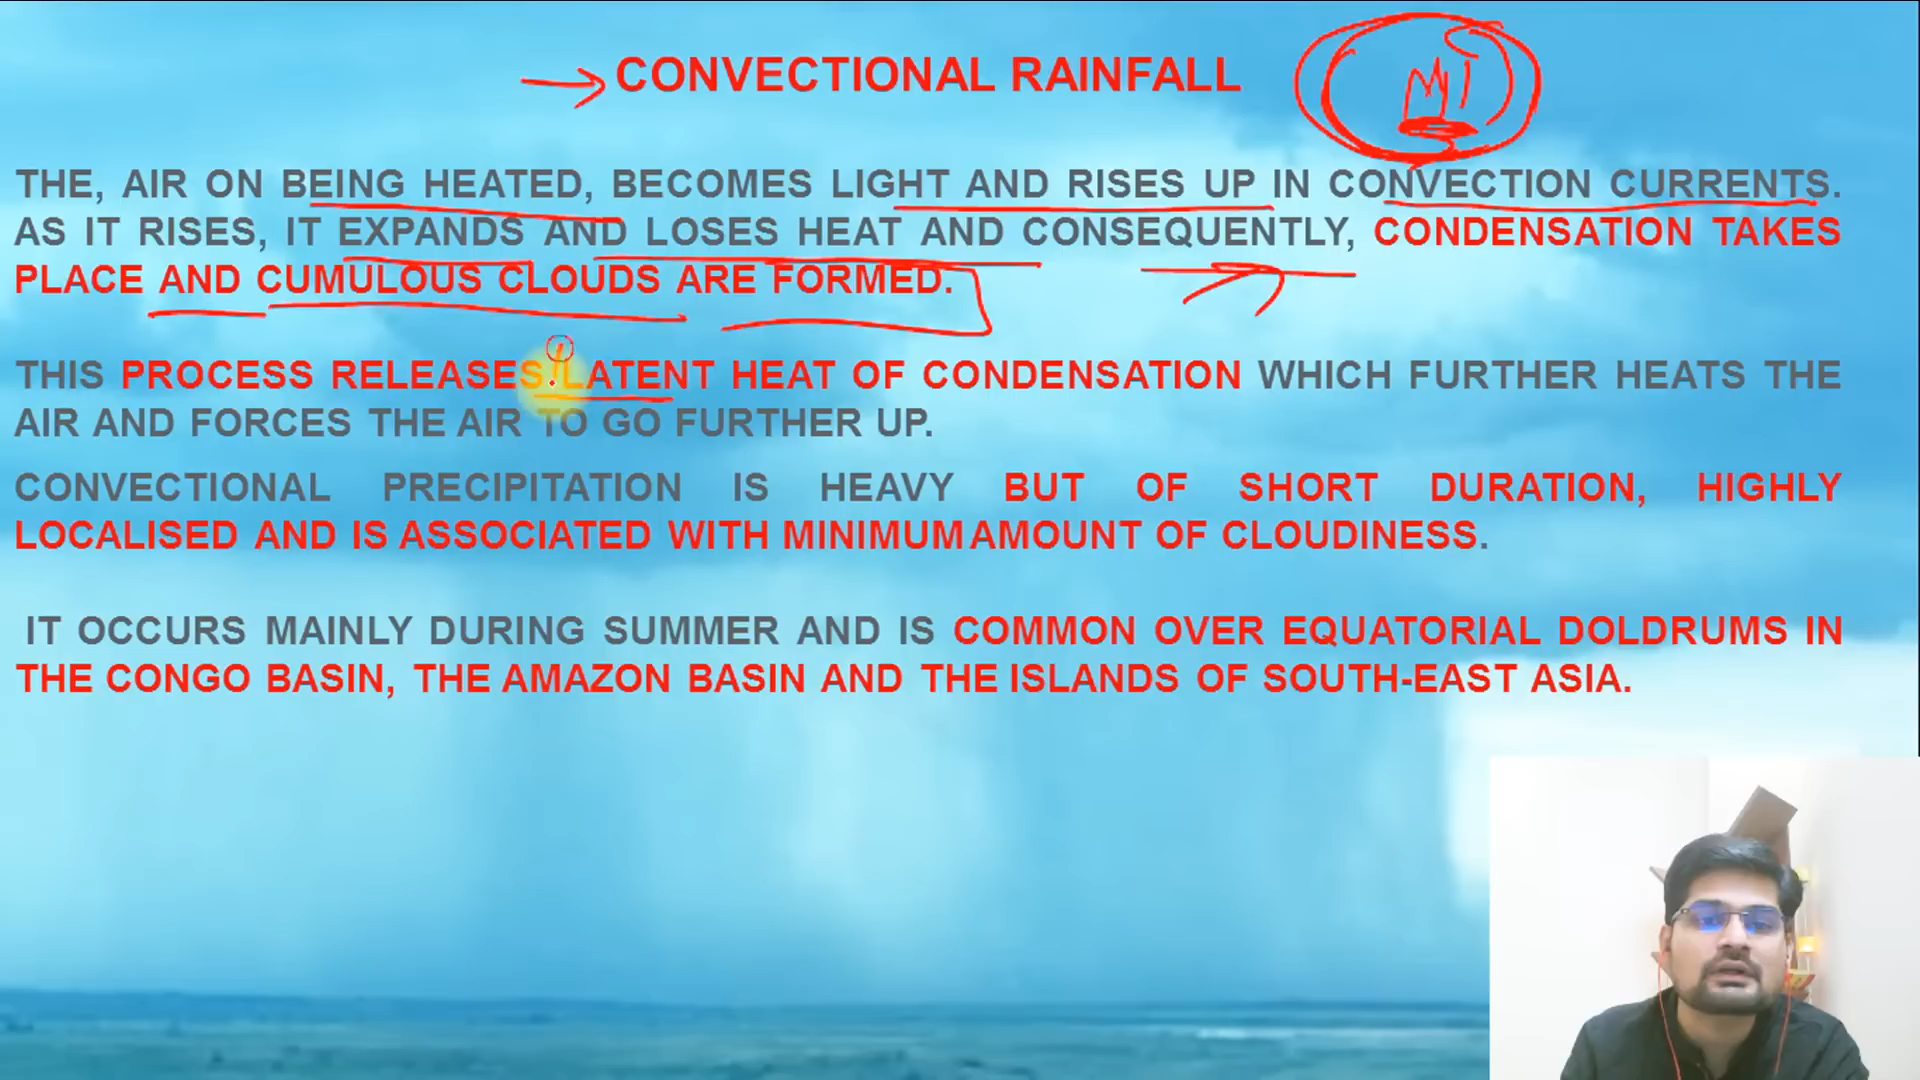 CONVECTIONAL RAINFALL
THE, AIR ON BEING HEATED, BECOMES LIGHT AND RISES UP IN CONVECTION CURRENTS.
AS IT RISES, IT EXPANDS AND LOSES HEAT AND CONSEQUENTLY, CONDENSATION TAKES
PLACE AND CUMULOUS CLOUDS ARE FORMED.
THIS PROCESS RELEASES LATENT HEAT OF CONDENSATION WHICH FURTHER HEATS THE
AIR AND FORCES THE AIR TO GO FURTHER UP.
CONVECTIONAL PRECIPITATION IS HEAVY BUT OF SHORT DURATION, HIGHLY
LOCALISED AND IS ASSOCIATED WITH MINIMUM AMOUNT OF CLOUDINESS.
IT OCCURS MAINLY DURING SUMMER AND IS COMMON OVER EQUATORIAL DOLDRUMS IN
THE CONGO BASIN, THE AMAZON BASIN AND THE ISLANDS OF SOUTH-EAST ASIA.